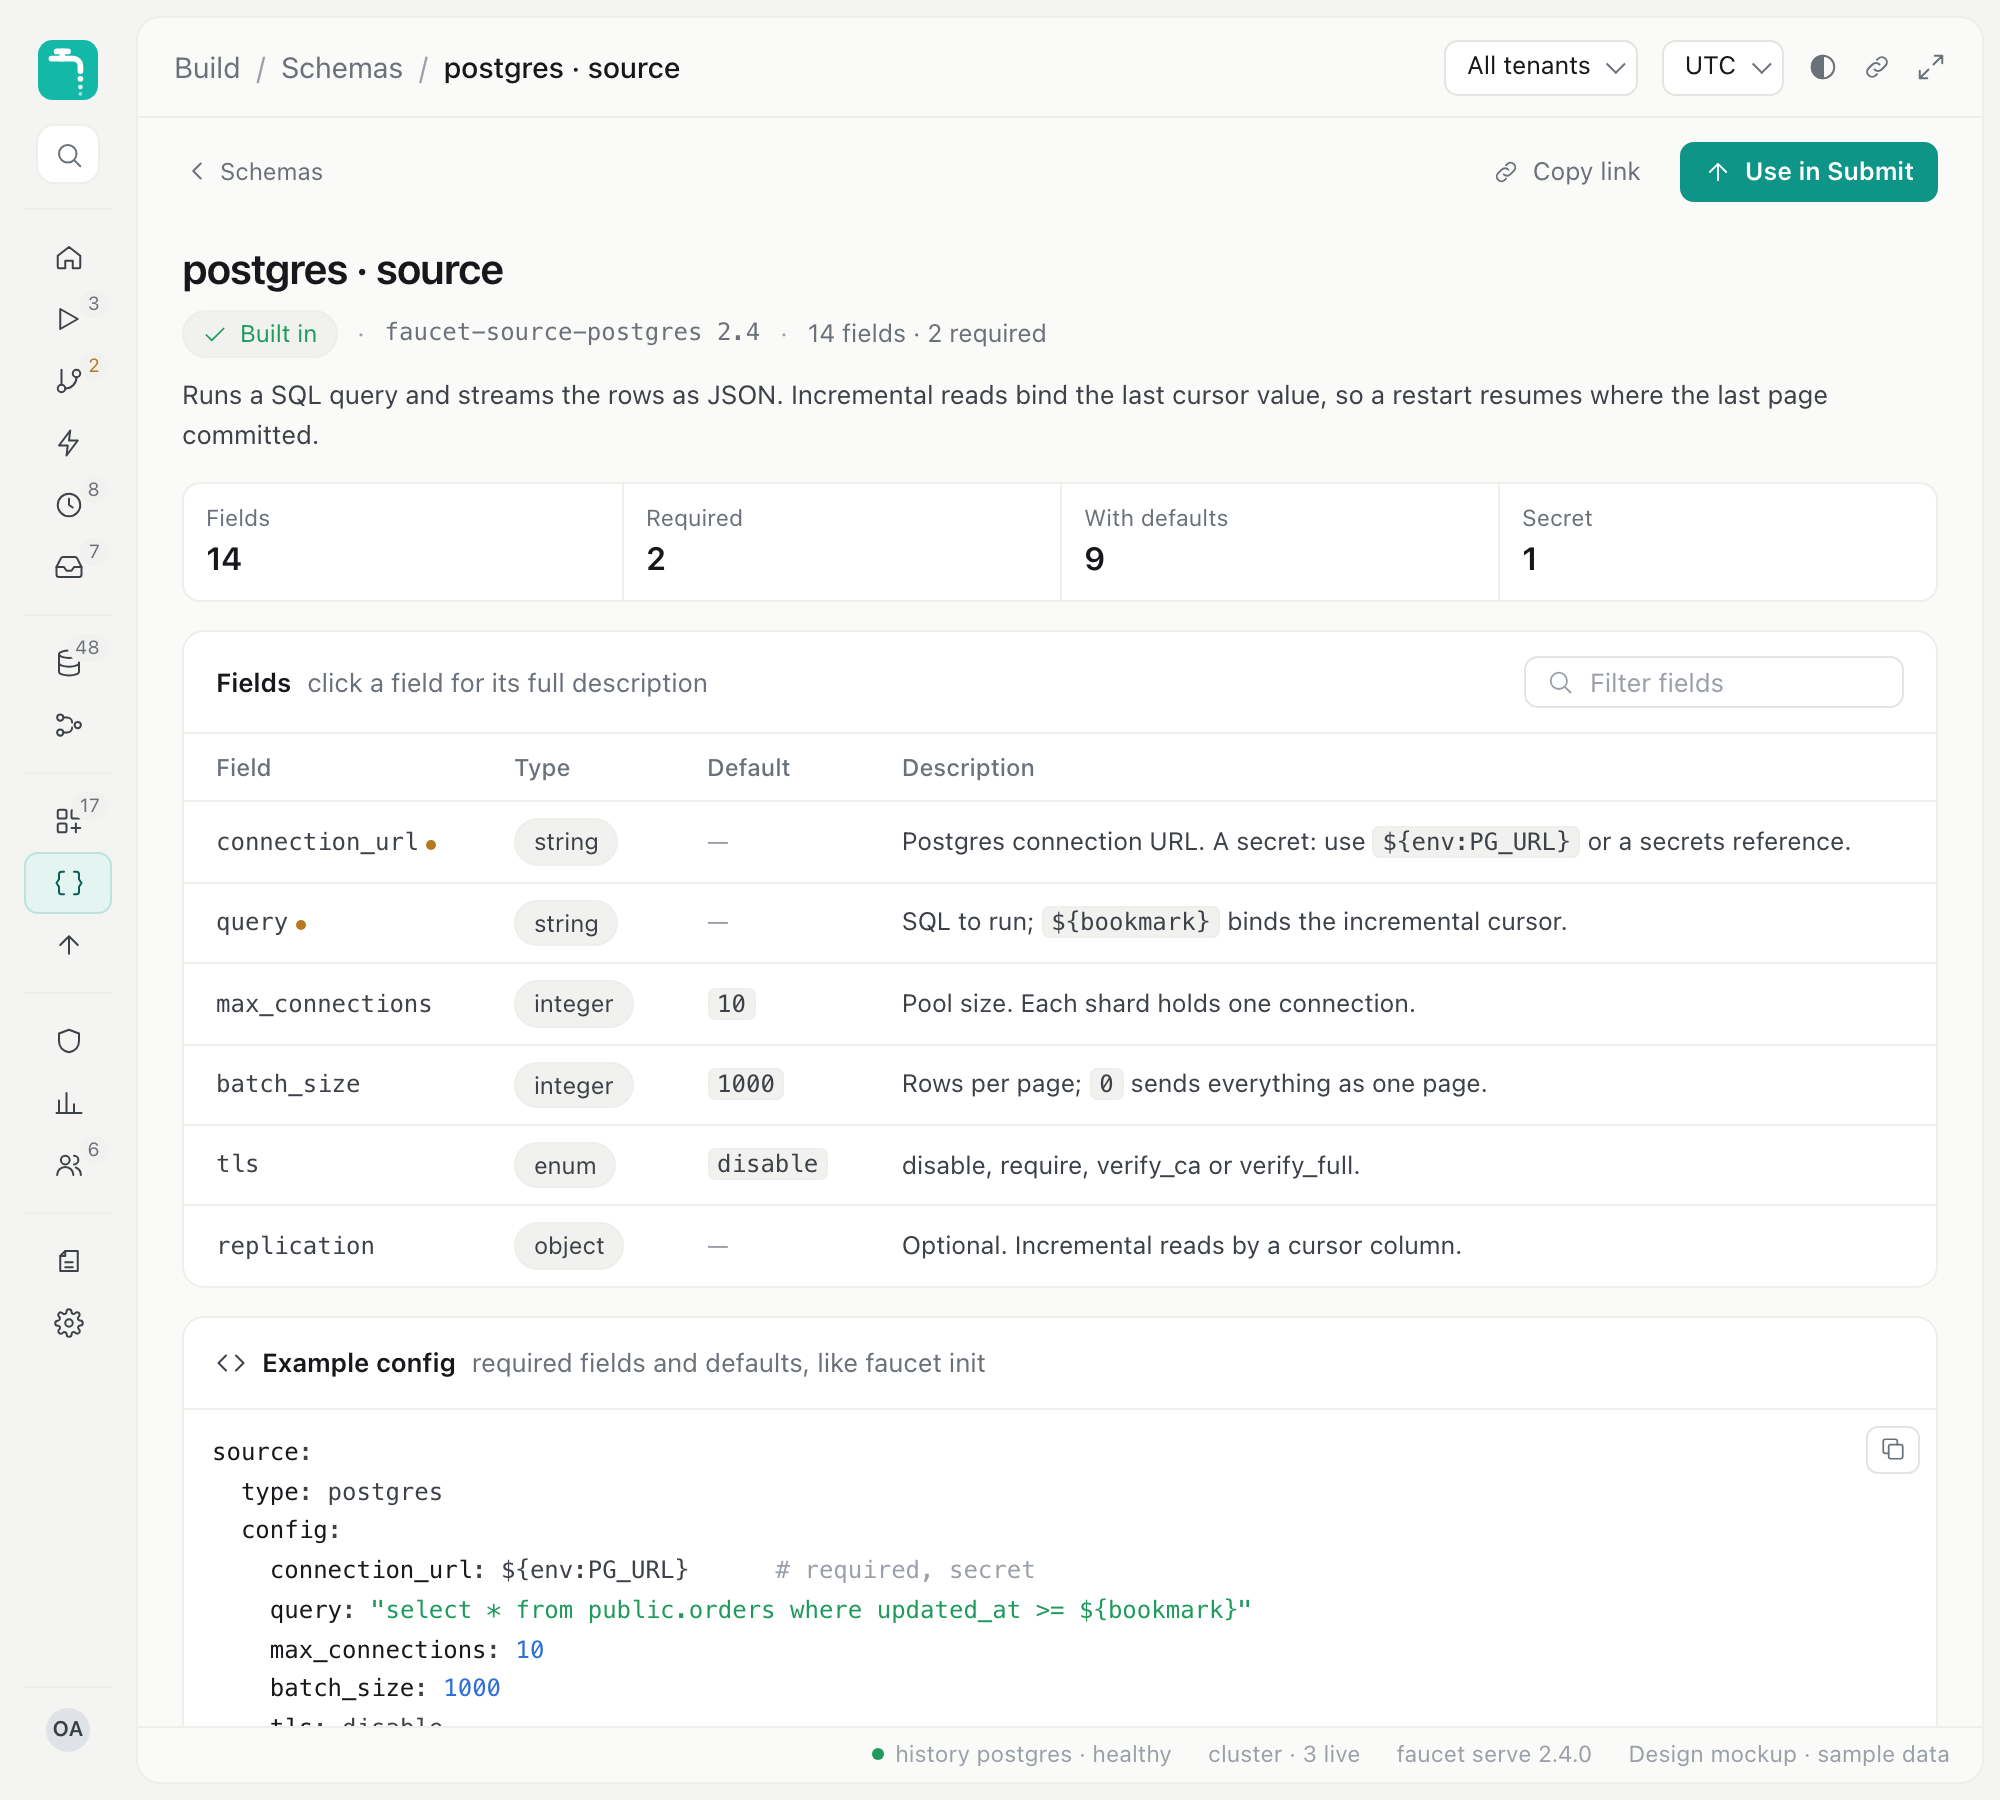 Build / Schemas / postgres · source
All tenants
UTC
3
2
8
7
48
17
6
OA
Schemas
Copy link
Use in Submit
postgres · source
Built in · faucet-source-postgres 2.4 · 14 fields · 2 required
Runs a SQL query and streams the rows as JSON. Incremental reads bind the last cursor value, so a restart resumes where the last page
committed.
Fields
14
Required
2
With defaults
9
Secret
1
Fields click a field for its full description
Filter fields
Field Type Default Description
connection_url string — Postgres connection URL. A secret: use ${env:PG_URL} or a secrets reference.
query string — SQL to run; ${bookmark} binds the incremental cursor.
max_connections integer 10 Pool size. Each shard holds one connection.
batch_size integer 1000 Rows per page; 0 sends everything as one page.
tls enum disable disable, require, verify_ca or verify_full.
replication object — Optional. Incremental reads by a cursor column.
Example config required fields and defaults, like faucet init
source:
type: postgres
config:
connection_url: ${env:PG_URL} # required, secret
query: "select * from public.orders where updated_at >= ${bookmark}"
max_connections: 10
batch_size: 1000
tls: disable
history postgres · healthy
cluster · 3 live
faucet serve 2.4.0
Design mockup · sample data